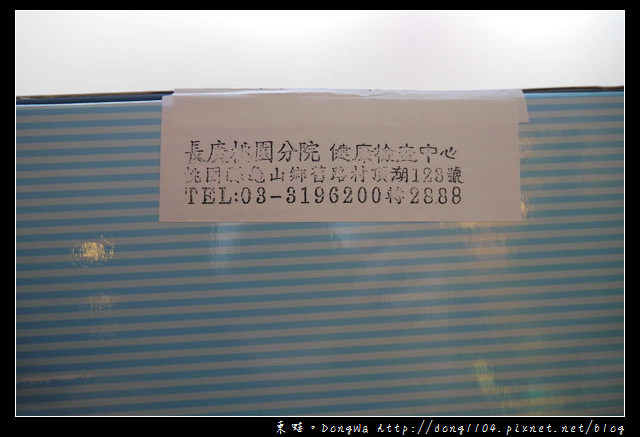 長庚桃園分院 健康檢查中心
桃園縣龜山鄉舊路村頂湖123號
TEL:03-3196200轉2888
東蛙。DongWa http://dong1104.pixnet.net/blog